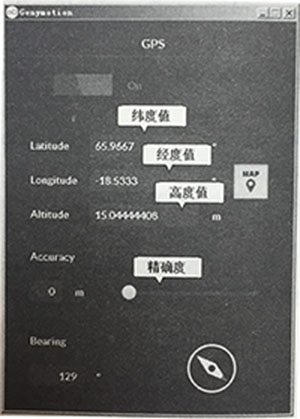 Genymotion
GPS
On
纬度值
Latitude 65.9667 °
经度值
Longitude -18.5333 °
MAP
高度值
Altitude 15.04444408 m
Accuracy
精确度
0 m
Bearing
129 °